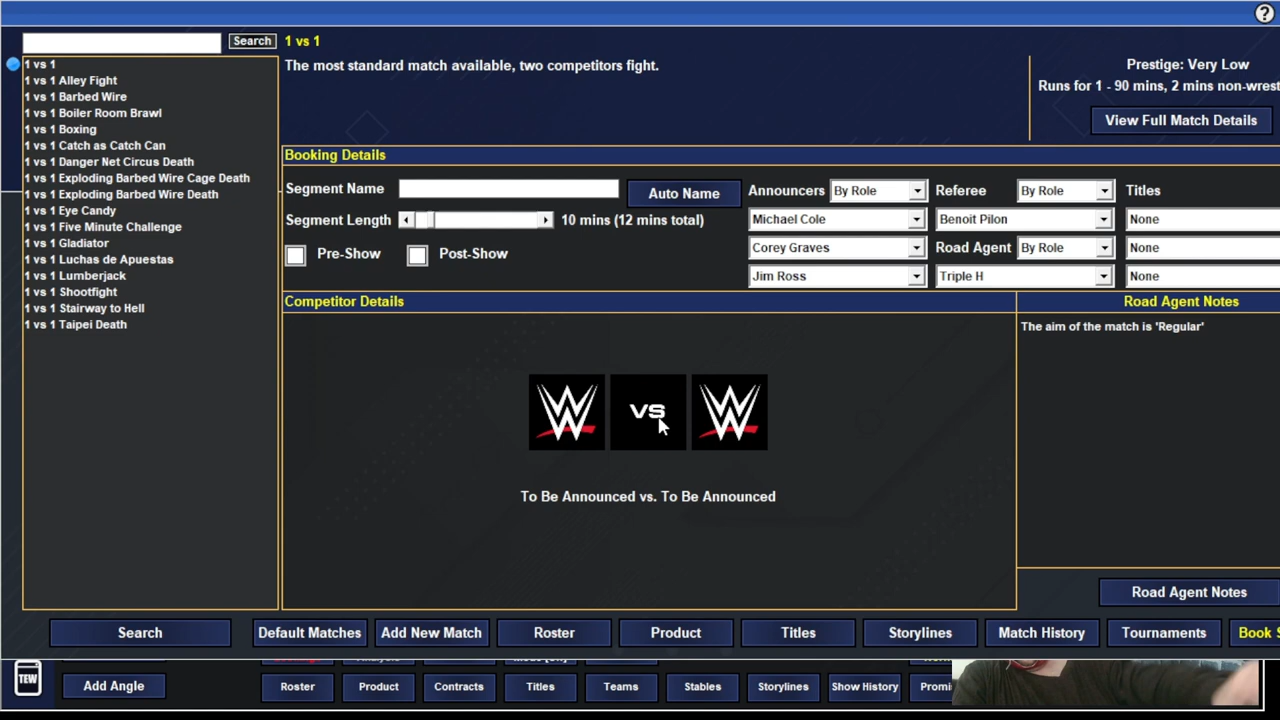 ?
Search
1 vs 1
1 vs 1
1 vs 1 Alley Fight
1 vs 1 Barbed Wire
1 vs 1 Boiler Room Brawl
1 vs 1 Boxing
1 vs 1 Catch as Catch Can
1 vs 1 Danger Net Circus Death
1 vs 1 Exploding Barbed Wire Cage Death
1 vs 1 Exploding Barbed Wire Death
1 vs 1 Eye Candy
1 vs 1 Five Minute Challenge
1 vs 1 Gladiator
1 vs 1 Luchas de Apuestas
1 vs 1 Lumberjack
1 vs 1 Shootfight
1 vs 1 Stairway to Hell
1 vs 1 Taipei Death
The most standard match available, two competitors fight.
Prestige: Very Low
Runs for 1 - 90 mins, 2 mins non-wrest
View Full Match Details
Booking Details
Segment Name
Auto Name
Segment Length
10 mins (12 mins total)
Pre-Show
Post-Show
Announcers
By Role
Michael Cole
Corey Graves
Jim Ross
Referee
By Role
Benoit Pilon
Road Agent
By Role
Triple H
Titles
None
None
None
Competitor Details
W VS W
To Be Announced vs. To Be Announced
Road Agent Notes
The aim of the match is 'Regular'
Road Agent Notes
Search
Default Matches
Add New Match
Roster
Product
Titles
Storylines
Match History
Tournaments
Book S
TEW
Add Angle
Roster
Product
Contracts
Titles
Teams
Stables
Storylines
Show History
Promi